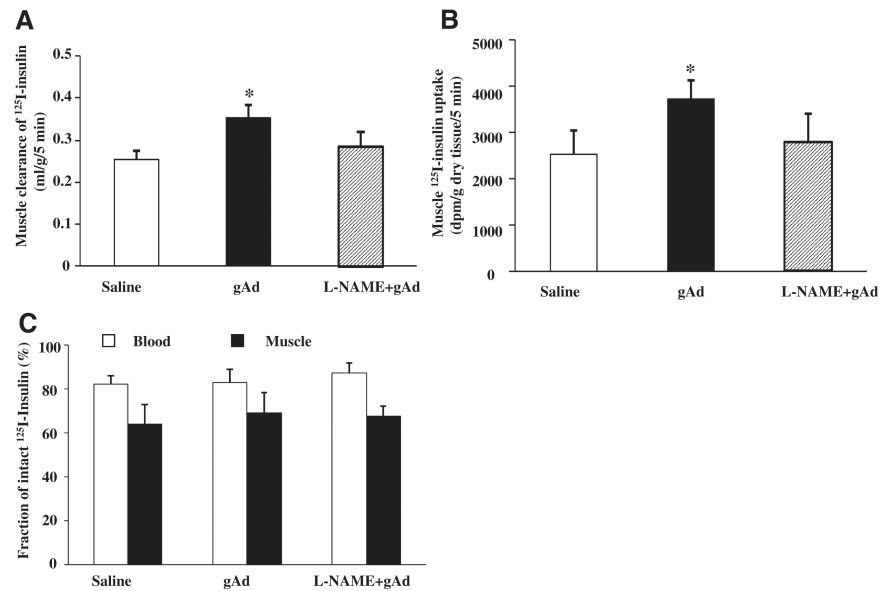 A
Muscle clearance of ¹²⁵I-insulin
(ml/g/5 min)
0.5
0.4
0.3
0.2
0.1
0
*
Saline gAd L-NAME+gAd
B
Muscle ¹²⁵I-insulin uptake
(dpm/g dry tissue/5 min)
5000
4000
3000
2000
1000
0
*
Saline gAd L-NAME+gAd
C
Blood Muscle
Fraction of intact ¹²⁵I-Insulin (%)
100
80
60
40
20
0
Saline gAd L-NAME+gAd